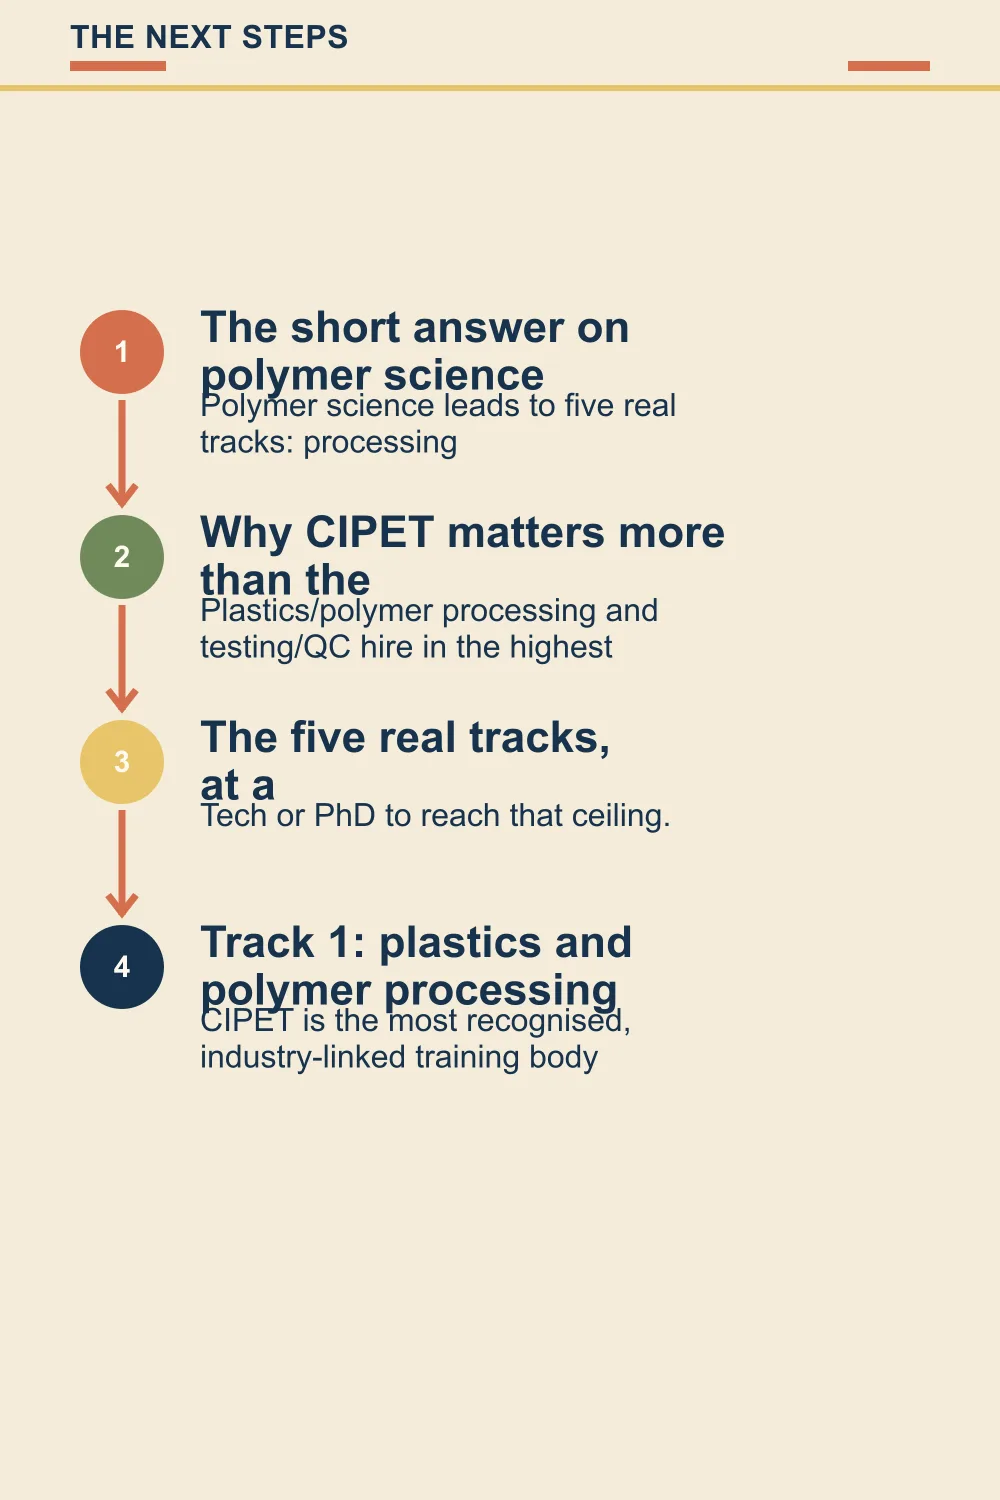 THE NEXT STEPS
1
The short answer on
polymer science
Polymer science leads to five real
tracks: processing
2
Why CIPET matters more
than the
Plastics/polymer processing and
testing/QC hire in the highest
3
The five real tracks,
at a
Tech or PhD to reach that ceiling.
4
Track 1: plastics and
polymer processing
CIPET is the most recognised,
industry-linked training body